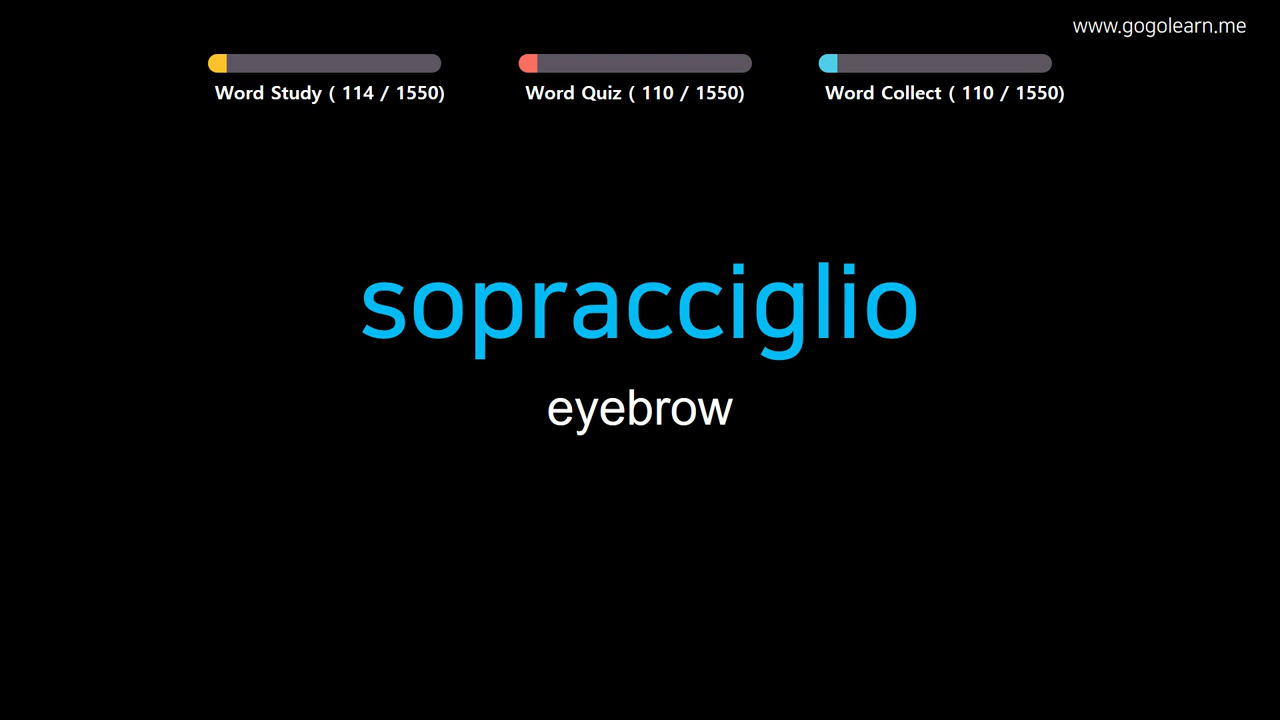 www.gogolearn.me
Word Study ( 114 / 1550)
Word Quiz ( 110 / 1550)
Word Collect ( 110 / 1550)
sopracciglio
eyebrow